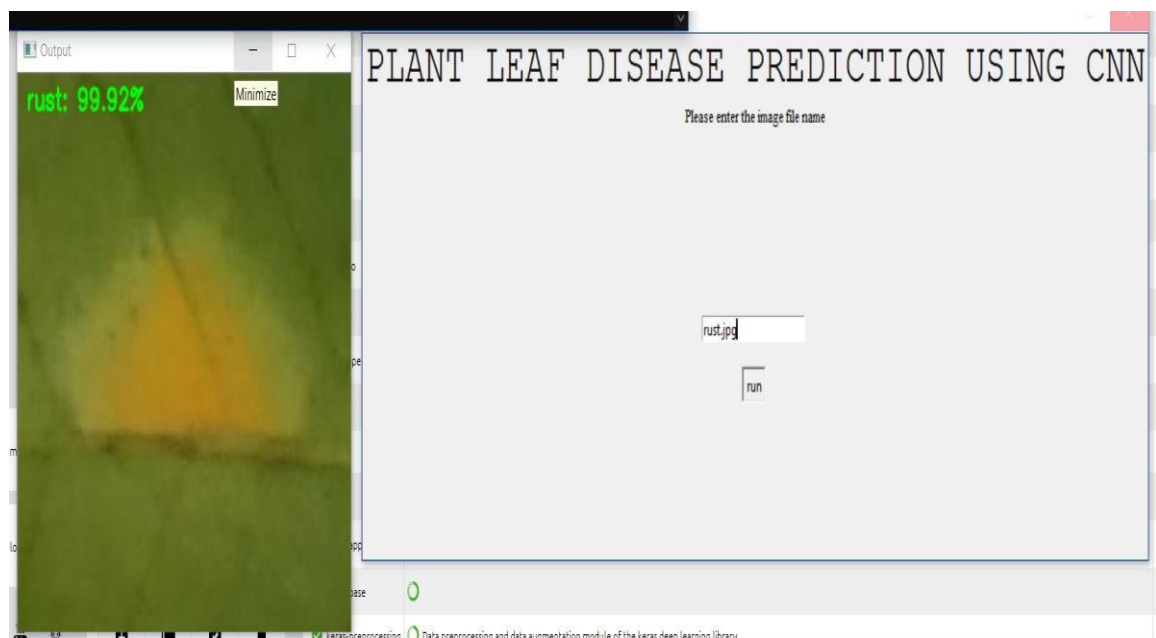 Output
PLANT LEAF DISEASE PREDICTION USING CNN
rust: 99.92%
Minimize
Please enter the image file name
rust.jpg
run
base
keras-preprocessing
Data preprocessing and data augmentation module of the keras deep learning library